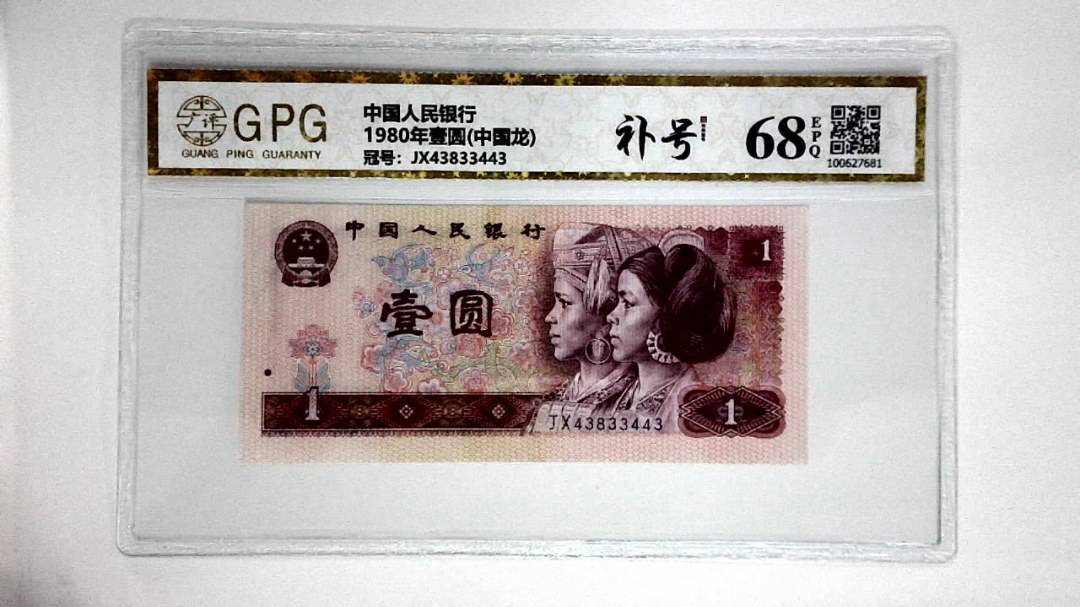 广泙
GPG
GUANG PING GUARANTY
中国人民银行
1980年壹圆(中国龙)
冠号：JX43833443
补号
68
EPQ
100627681
中国人民银行
1
壹圆
1
JX43833443
1